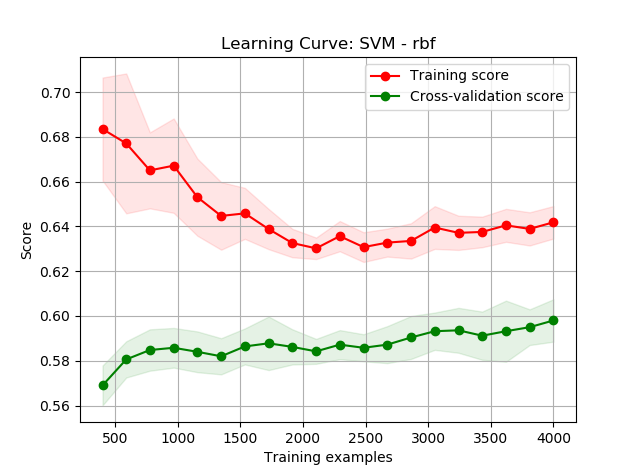 Learning Curve: SVM - rbf
Training score
Cross-validation score
Score
0.70
0.68
0.66
0.64
0.62
0.60
0.58
0.56
500 1000 1500 2000 2500 3000 3500 4000
Training examples